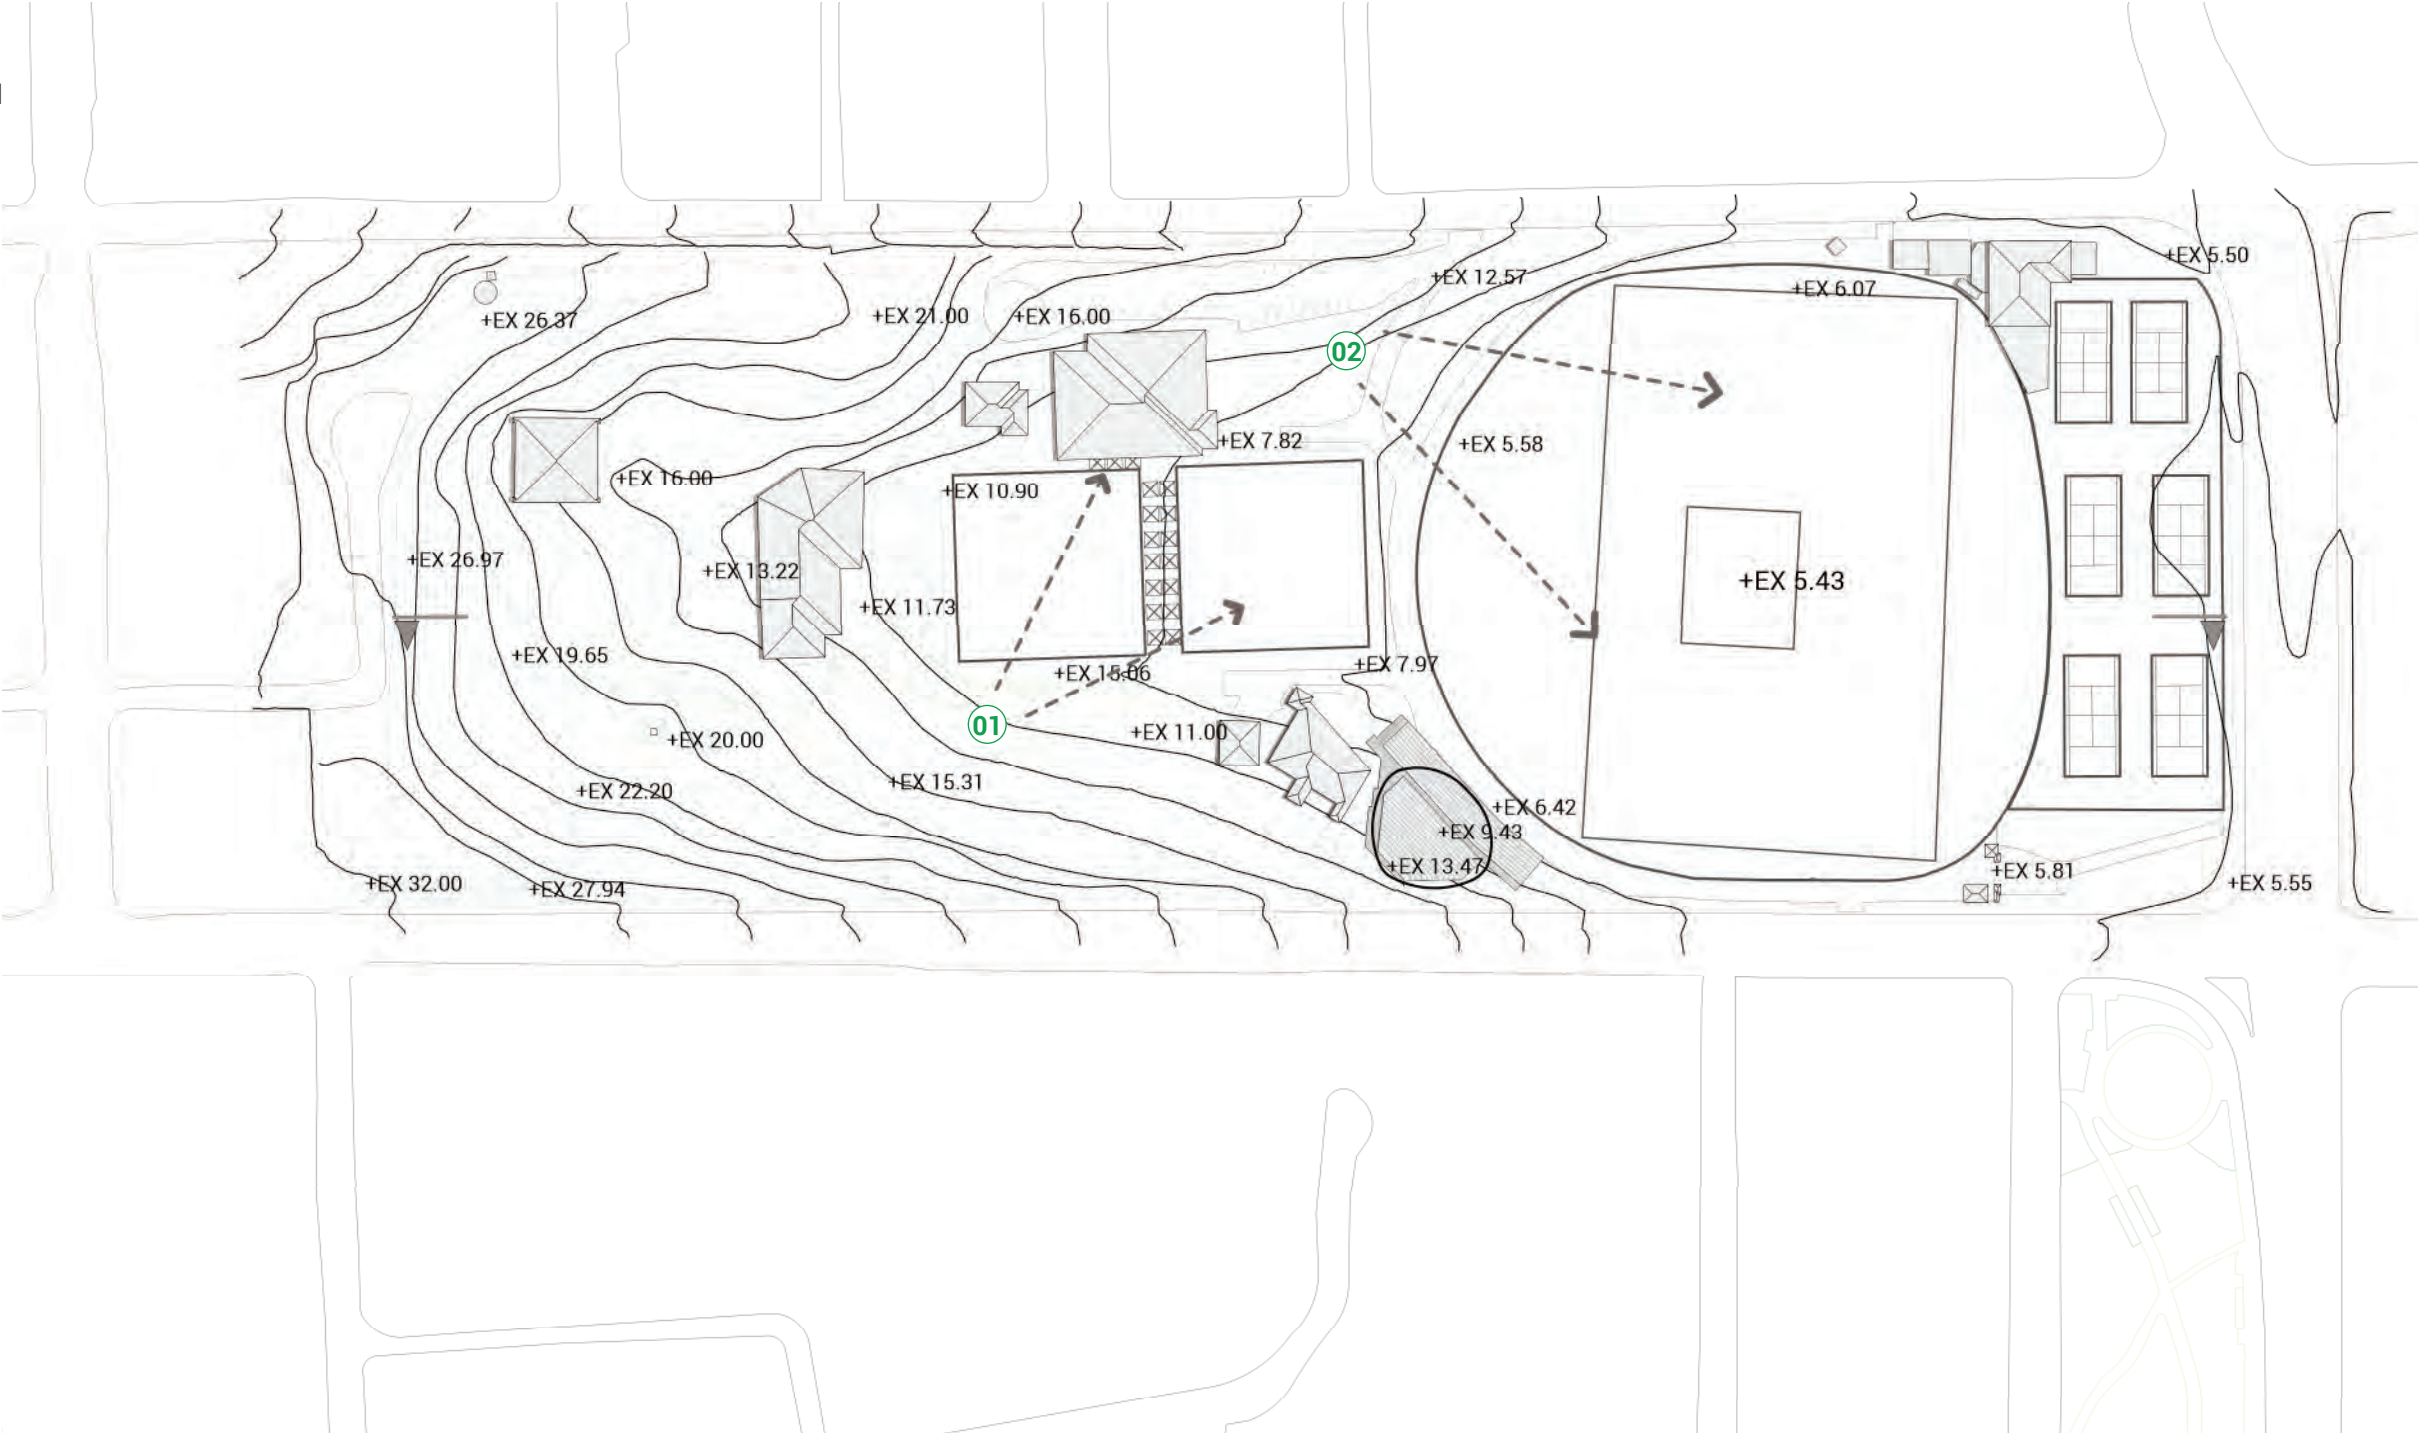 +EX 5.50
+EX 12.57
+EX 6.07
+EX 26.37
+EX 21.00
+EX 16.00
02
+EX 7.82
+EX 5.58
+EX 16.00
+EX 10.90
+EX 26.97
+EX 13.22
+EX 5.43
+EX 11.73
+EX 19.65
+EX 15.06
+EX 7.97
01
+EX 20.00
+EX 11.00
+EX 15.31
+EX 22.20
+EX 6.42
+EX 9.43
+EX 13.47
+EX 5.81
+EX 32.00
+EX 27.94
+EX 5.55